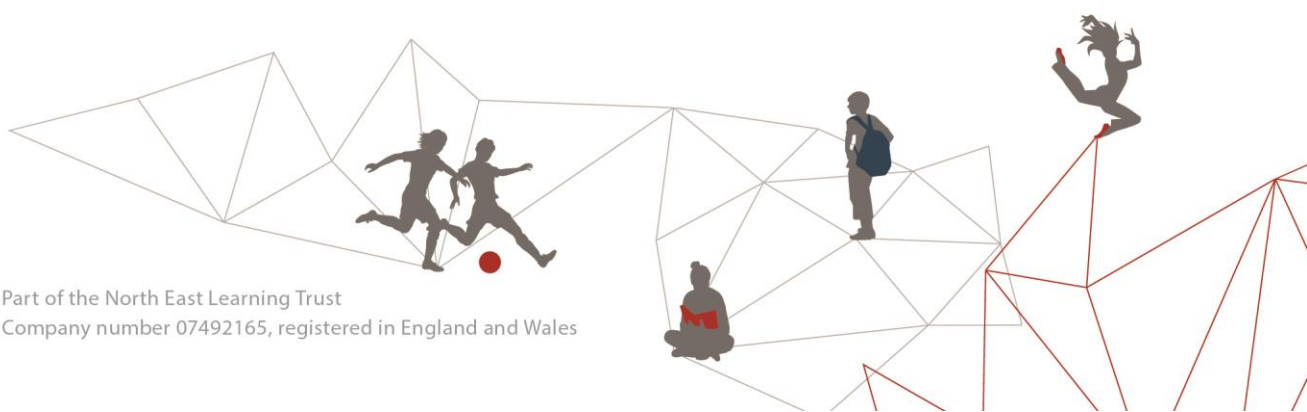 Part of the North East Learning Trust
Company number 07492165, registered in England and Wales